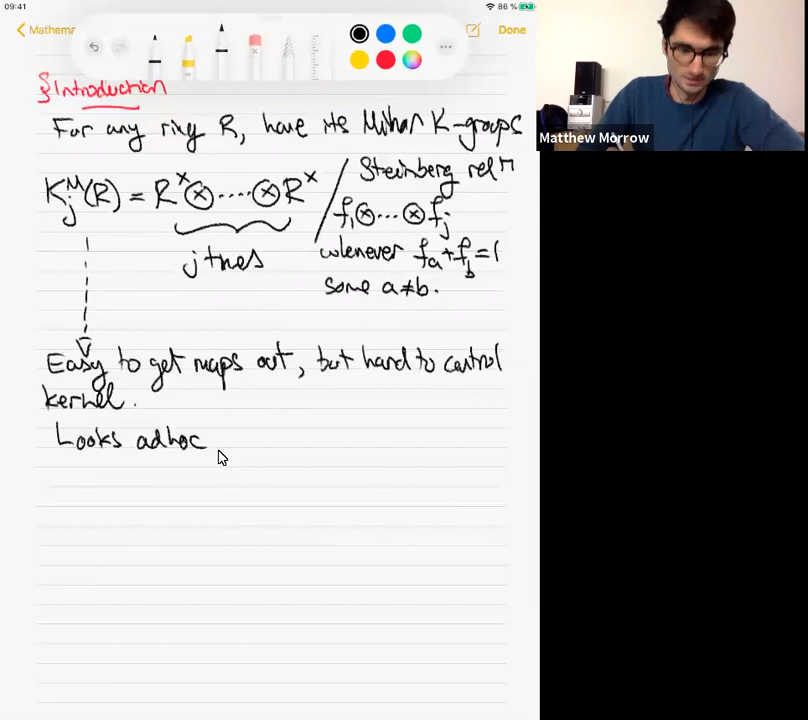 09:41
86 %
Mathema
Done
§Introduction
For any ring R, have its Milnor K-groups
K_j^M(R) = R^× ⊗ ····· ⊗ R^× / Steinberg rel^n
f_1 ⊗ ... ⊗ f_j
j times
whenever f_a + f_b = 1
some a ≠ b.
Easy to get maps out, but hard to control
kernel.
Looks adhoc
Matthew Morrow